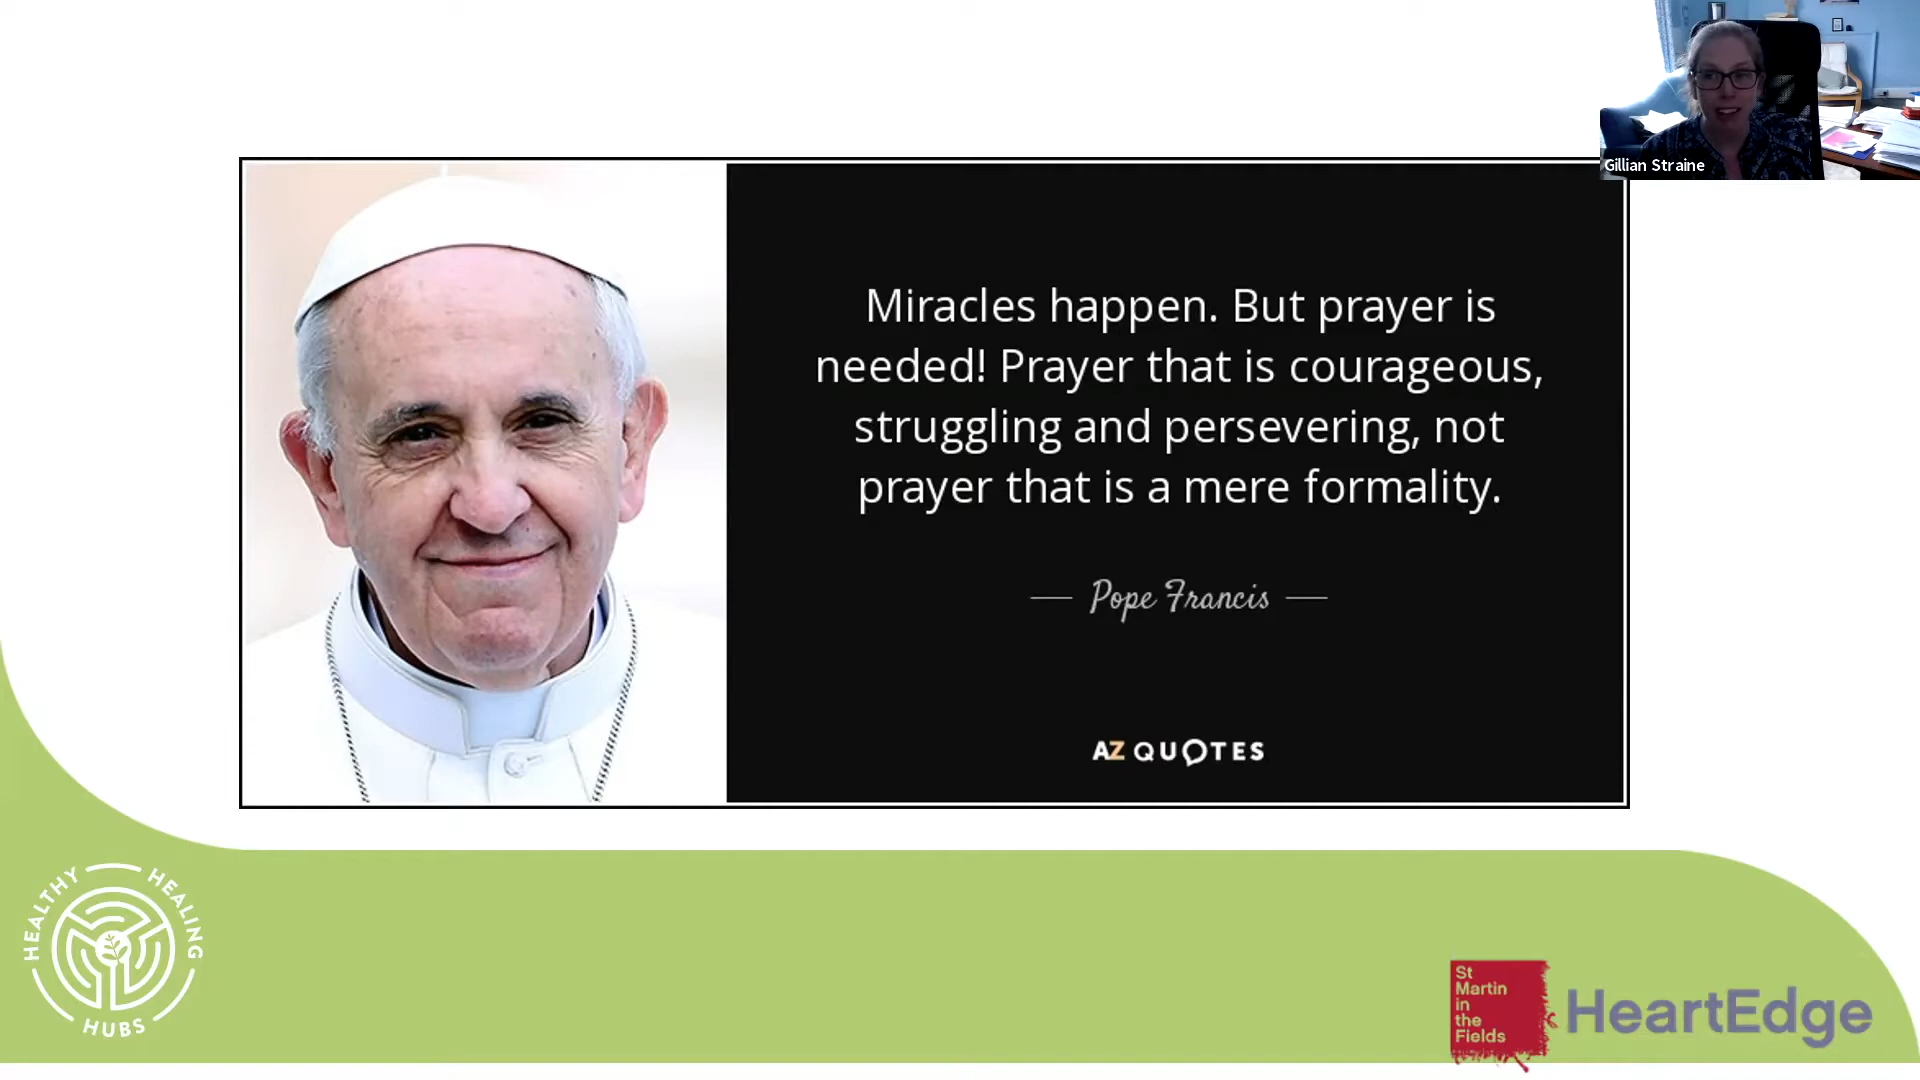 Gillian Straine
Miracles happen. But prayer is
needed! Prayer that is courageous,
struggling and persevering, not
prayer that is a mere formality.
Pope Francis
AZ QUOTES
HEALTHY HEALING
HUBS
St
Martin
in
the
Fields
HeartEdge